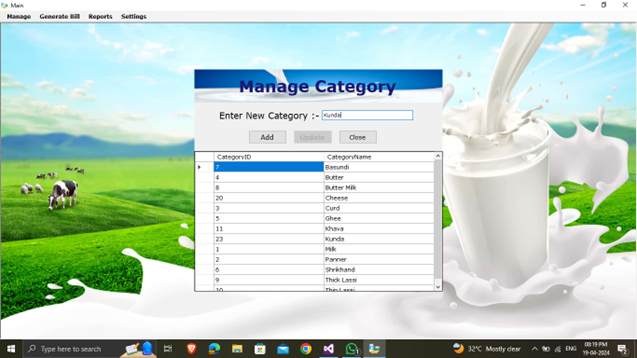 Main
Manage Generate Bill Reports Settings
Manage Category
Enter New Category :- Kunda
Add Update Close
CategoryID CategoryName
7 Basundi
4 Butter
8 Butter Milk
20 Cheese
3 Curd
5 Ghee
11 Khava
23 Kunda
1 Milk
2 Panner
6 Shrikhand
9 Thick Lassi
10 Thin Lassi
Type here to search
32°C Mostly clear
ENG
08:19 PM
19-04-2024